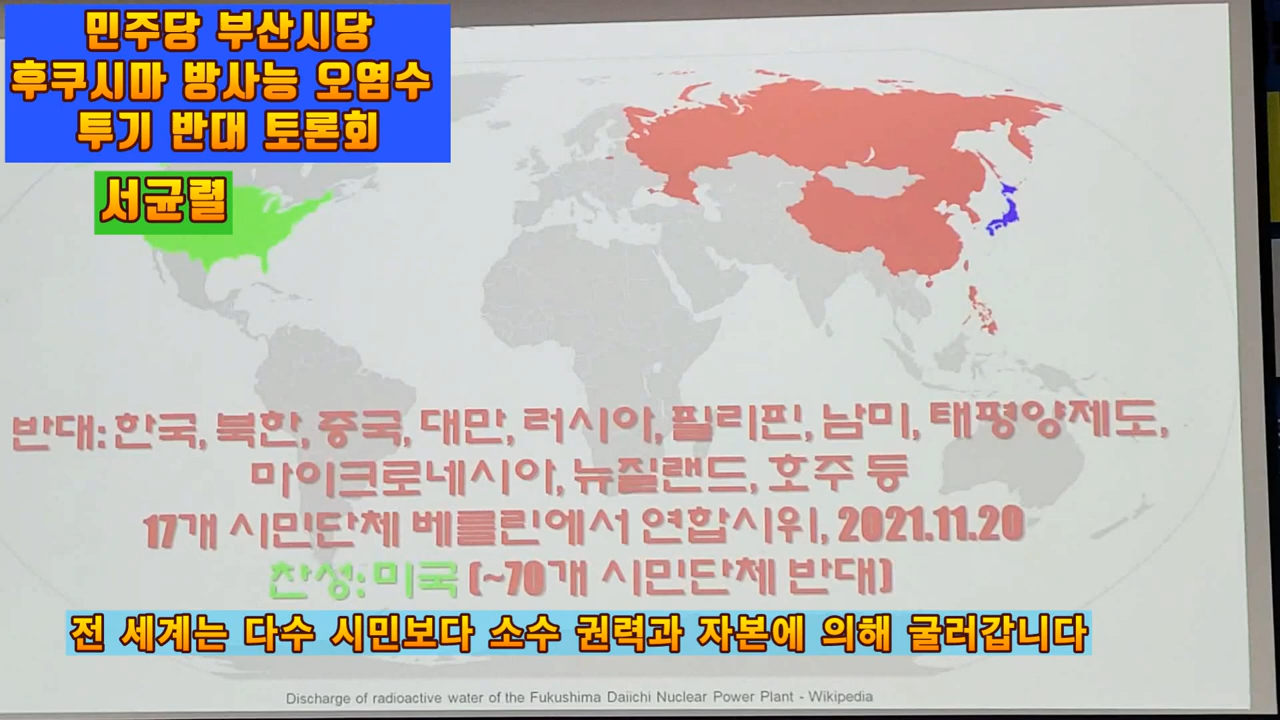 민주당 부산시당
후쿠시마 방사능 오염수
투기 반대 토론회
서균렬
반대: 한국, 북한, 중국, 대만, 러시아, 필리핀, 남미, 태평양제도,
마이크로네시아, 뉴질랜드, 호주 등
17개 시민단체 베를린에서 연합시위, 2021.11.20
찬성: 미국 (~70개 시민단체 반대)
전 세계는 다수 시민보다 소수 권력과 자본에 의해 굴러갑니다
Discharge of radioactive water of the Fukushima Daiichi Nuclear Power Plant - Wikipedia